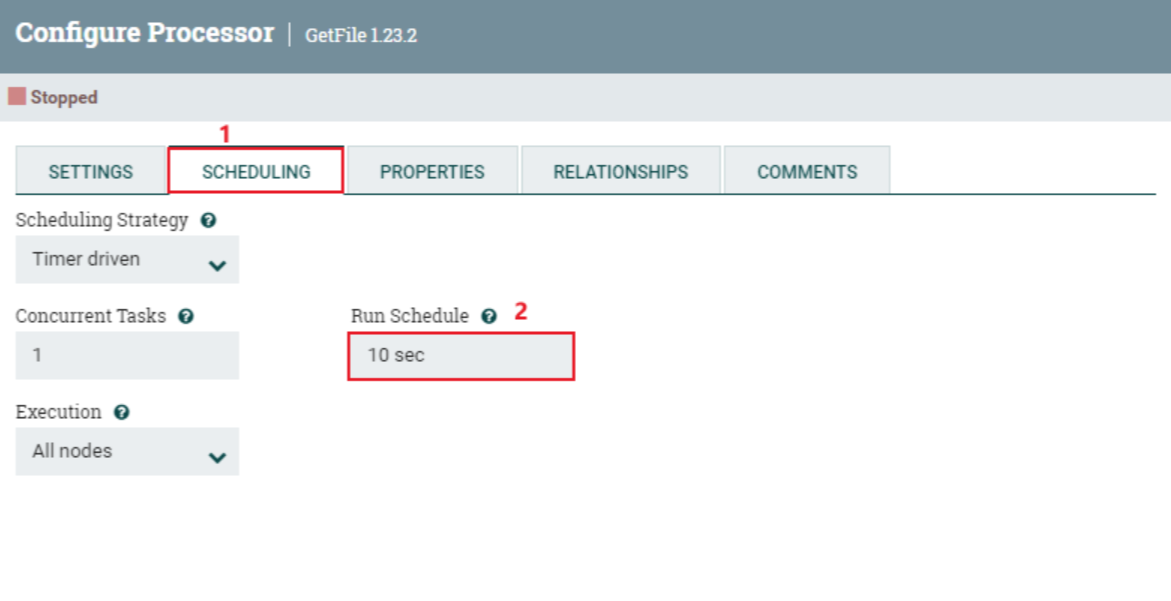 Configure Processor | GetFile 1.23.2
Stopped
1
SETTINGS SCHEDULING PROPERTIES RELATIONSHIPS COMMENTS
Scheduling Strategy ?
Timer driven
Concurrent Tasks ? Run Schedule ? 2
1 10 sec
Execution ?
All nodes